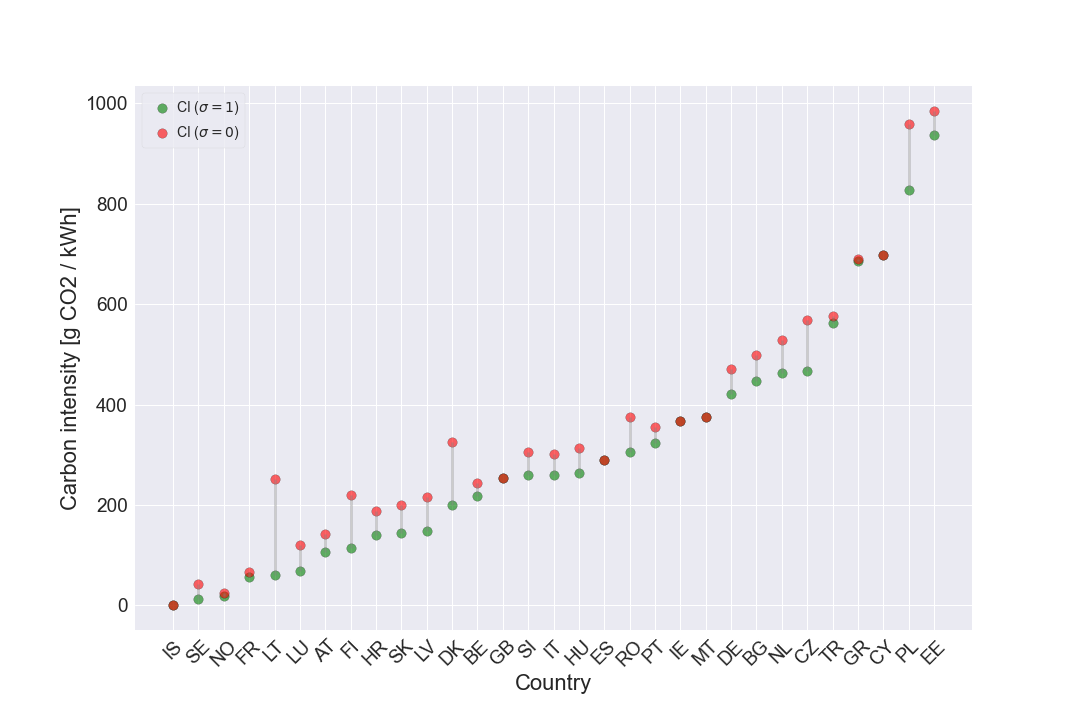 CI (σ = 1)
CI (σ = 0)
1000
800
600
400
200
0
Carbon intensity [g CO2 / kWh]
IS SE NO FR LT LU AT FI HR SK LV DK BE GB SI IT HU ES RO PT IE MT DE BG NL CZ TR GR CY PL EE
Country